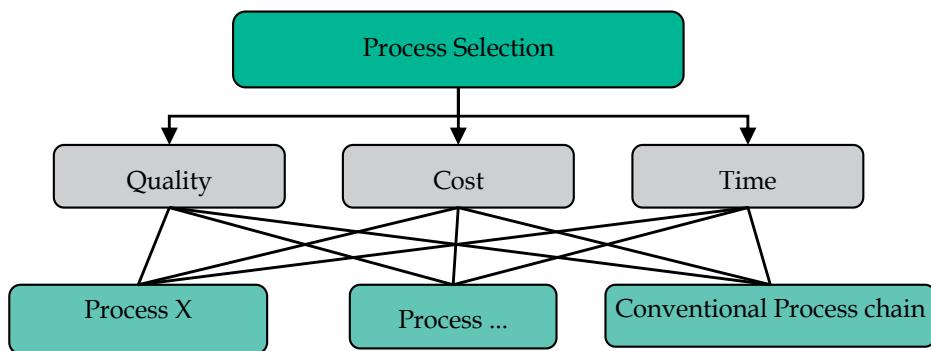 Process Selection
Quality
Cost
Time
Process X
Process ...
Conventional Process chain